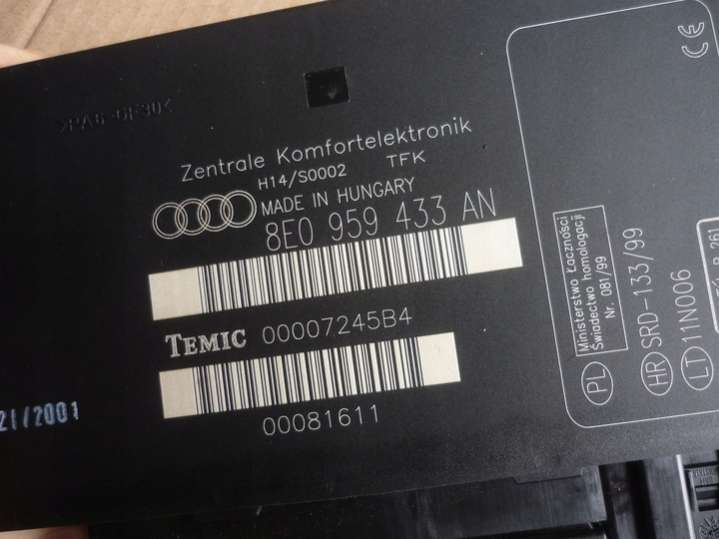 >PA6-GF30<
Zentrale Komfortelektronik
H14/S0002 TFK
MADE IN HUNGARY
8E0 959 433 AN
TEMIC 00007245B4
00081611
21/2001
CE
Ministerstwo Łączności
Świadectwo homologacji
Nr. 081/99
PL
HR SRD-133/99
LT 11N006